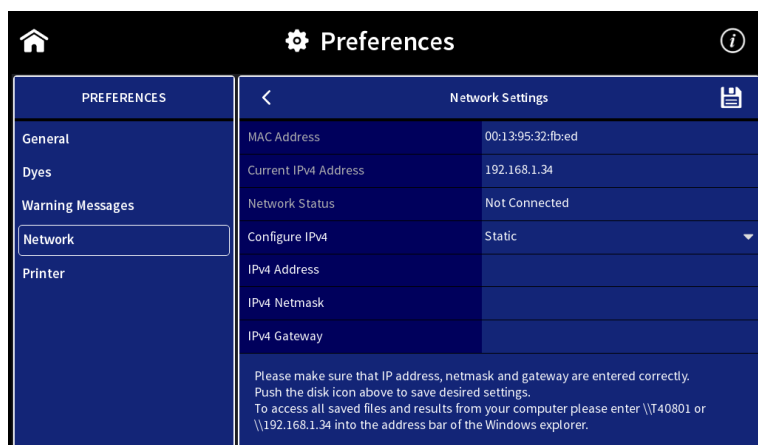 Preferences
PREFERENCES
General
Dyes
Warning Messages
Network
Printer
Network Settings
MAC Address 00:13:95:32:fb:ed
Current IPv4 Address 192.168.1.34
Network Status Not Connected
Configure IPv4 Static
IPv4 Address
IPv4 Netmask
IPv4 Gateway
Please make sure that IP address, netmask and gateway are entered correctly.
Push the disk icon above to save desired settings.
To access all saved files and results from your computer please enter \\T40801 or
\\192.168.1.34 into the address bar of the Windows explorer.